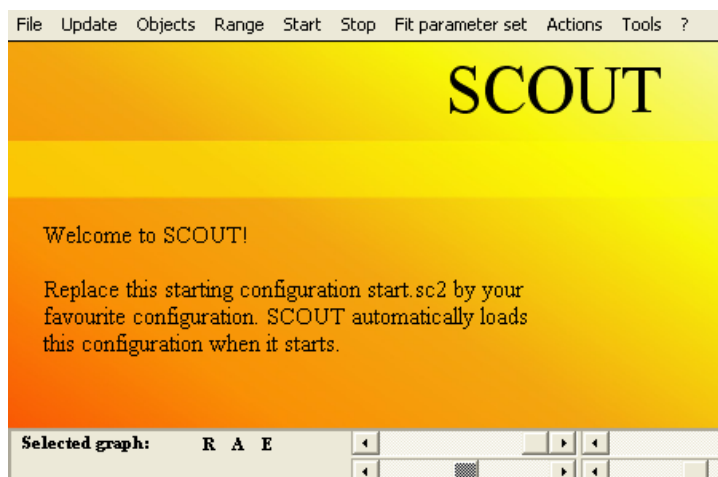 File Update Objects Range Start Stop Fit parameter set Actions Tools ?
SCOUT
Welcome to SCOUT!
Replace this starting configuration start.sc2 by your
favourite configuration. SCOUT automatically loads
this configuration when it starts.
Selected graph: R A E